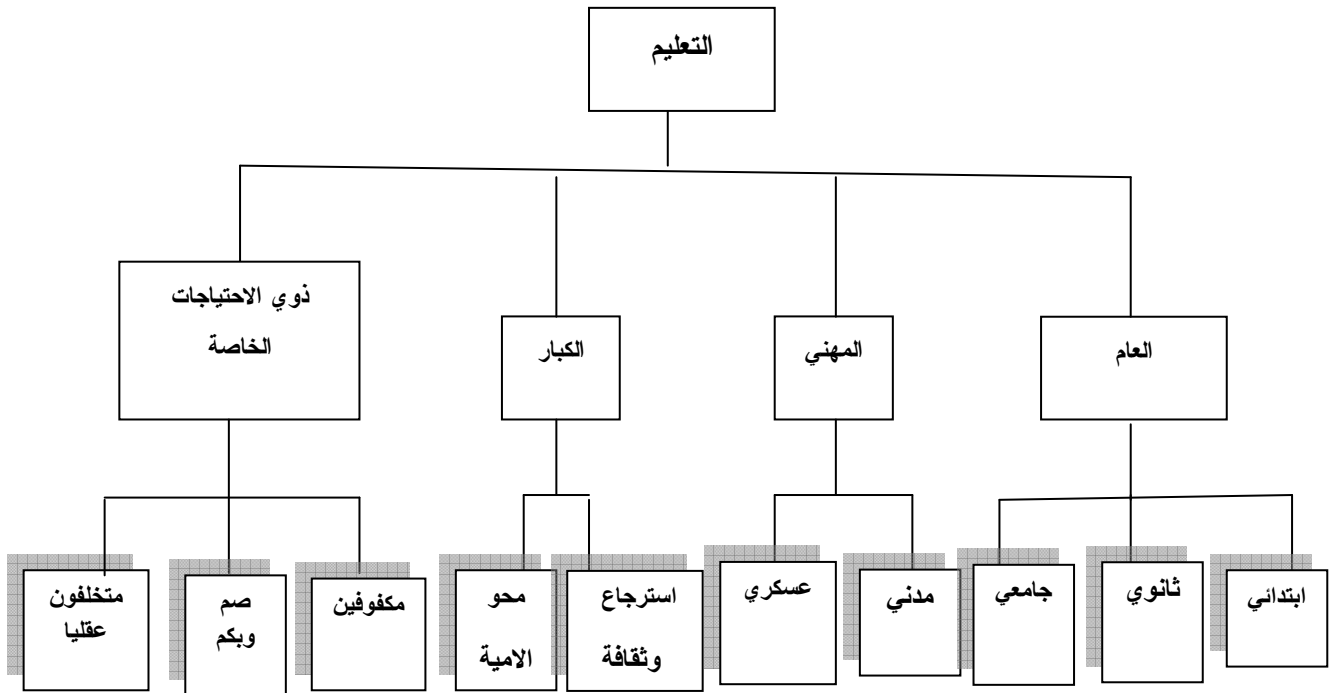 التعليم
العام
المهني
الكبار
ذوي الاحتياجات
الخاصة
ابتدائي
ثانوي
جامعي
مدني
عسكري
استرجاع
وثقافة
محو
الامية
مكفوفين
صم
وبكم
متخلفون
عقليا